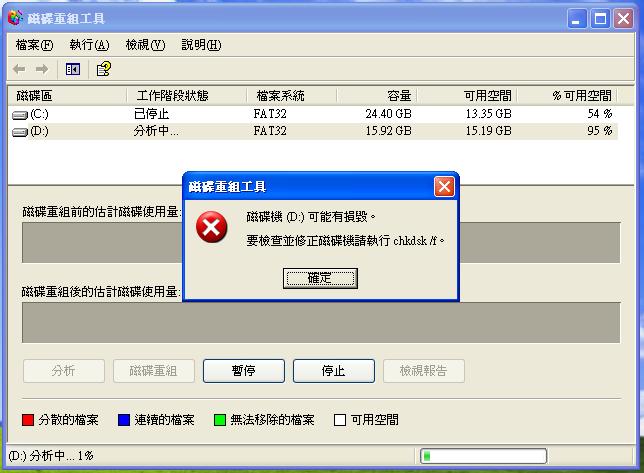 磁碟重組工具
檔案(F) 執行(A) 檢視(V) 說明(H)
磁碟區 工作階段狀態 檔案系統 容量 可用空間 % 可用空間
(C:) 已停止 FAT32 24.40 GB 13.35 GB 54 %
(D:) 分析中... FAT32 15.92 GB 15.19 GB 95 %
磁碟重組工具
磁碟機 (D:) 可能有損毀。
要檢查並修正磁碟機請執行 chkdsk /f。
確定
磁碟重組前的估計磁碟使用量:
磁碟重組後的估計磁碟使用量:
分析 磁碟重組 暫停 停止 檢視報告
分散的檔案 連續的檔案 無法移除的檔案 可用空間
(D:) 分析中... 1%